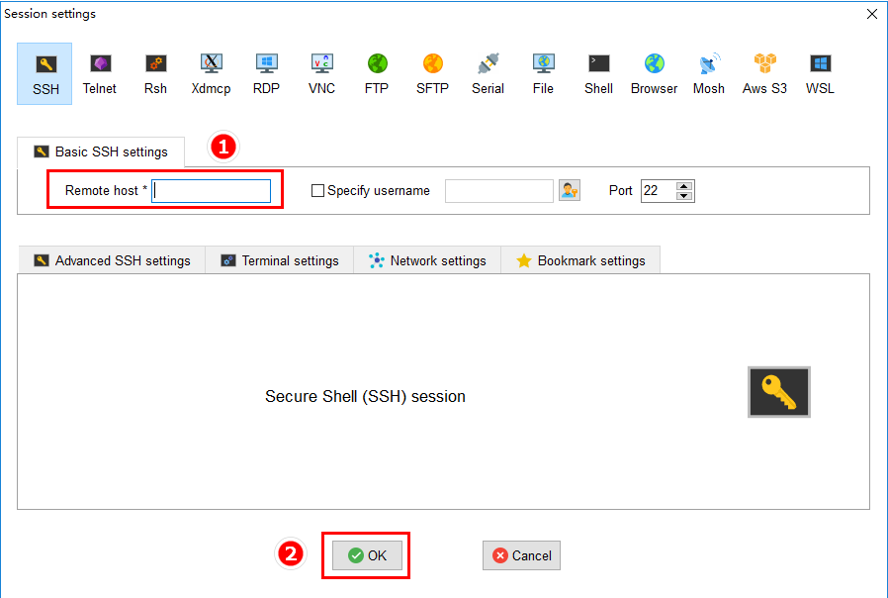 Session settings
SSH Telnet Rsh Xdmcp RDP VNC FTP SFTP Serial File Shell Browser Mosh Aws S3 WSL
Basic SSH settings
1
Remote host * Specify username Port 22
Advanced SSH settings Terminal settings Network settings Bookmark settings
Secure Shell (SSH) session
2 OK Cancel